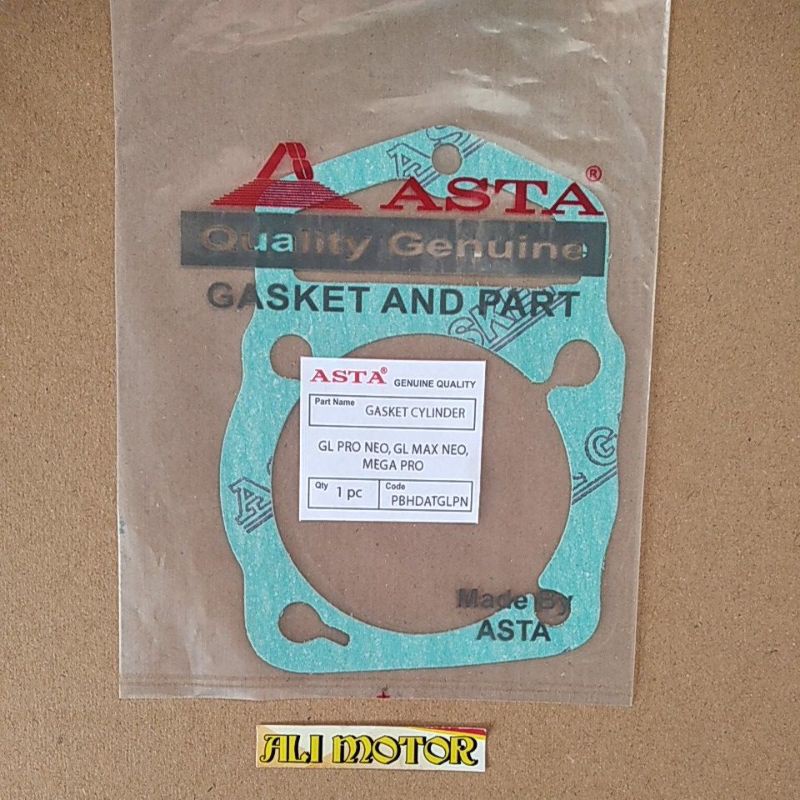 ASTA®
Quality Genuine
GASKET AND PART
ASTA® GENUINE QUALITY
Part Name GASKET CYLINDER
GL PRO NEO, GL MAX NEO,
MEGA PRO
Qty 1 pc Code PBHDATGLPN
Made By
ASTA
ALI MOTOR